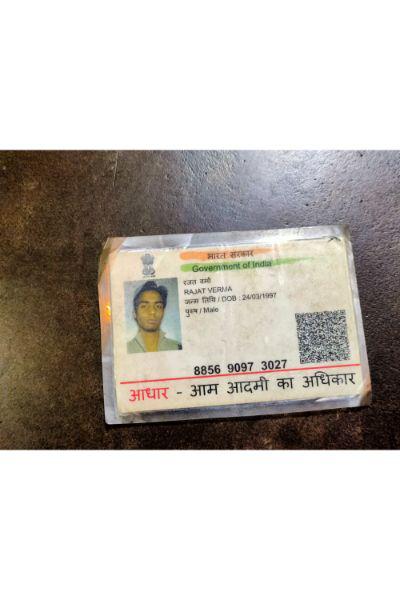 भारत सरकार
Government of India
रजत वर्मा
RAJAT VERMA
जन्म तिथि / DOB : 24/03/1997
पुरुष / Male
8856 9097 3027
आधार - आम आदमी का अधिकार